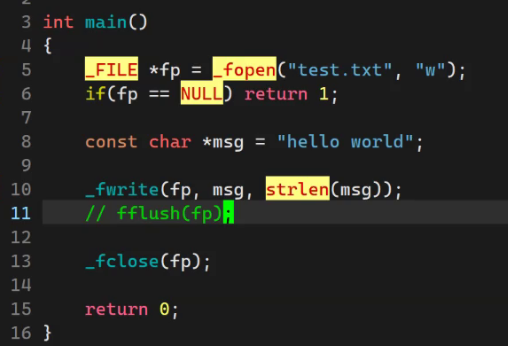 3 int main()
4 {
5 _FILE *fp = _fopen("test.txt", "w");
6 if(fp == NULL) return 1;
7
8 const char *msg = "hello world";
9
10 _fwrite(fp, msg, strlen(msg));
11 // fflush(fp);
12
13 _fclose(fp);
14
15 return 0;
16 }